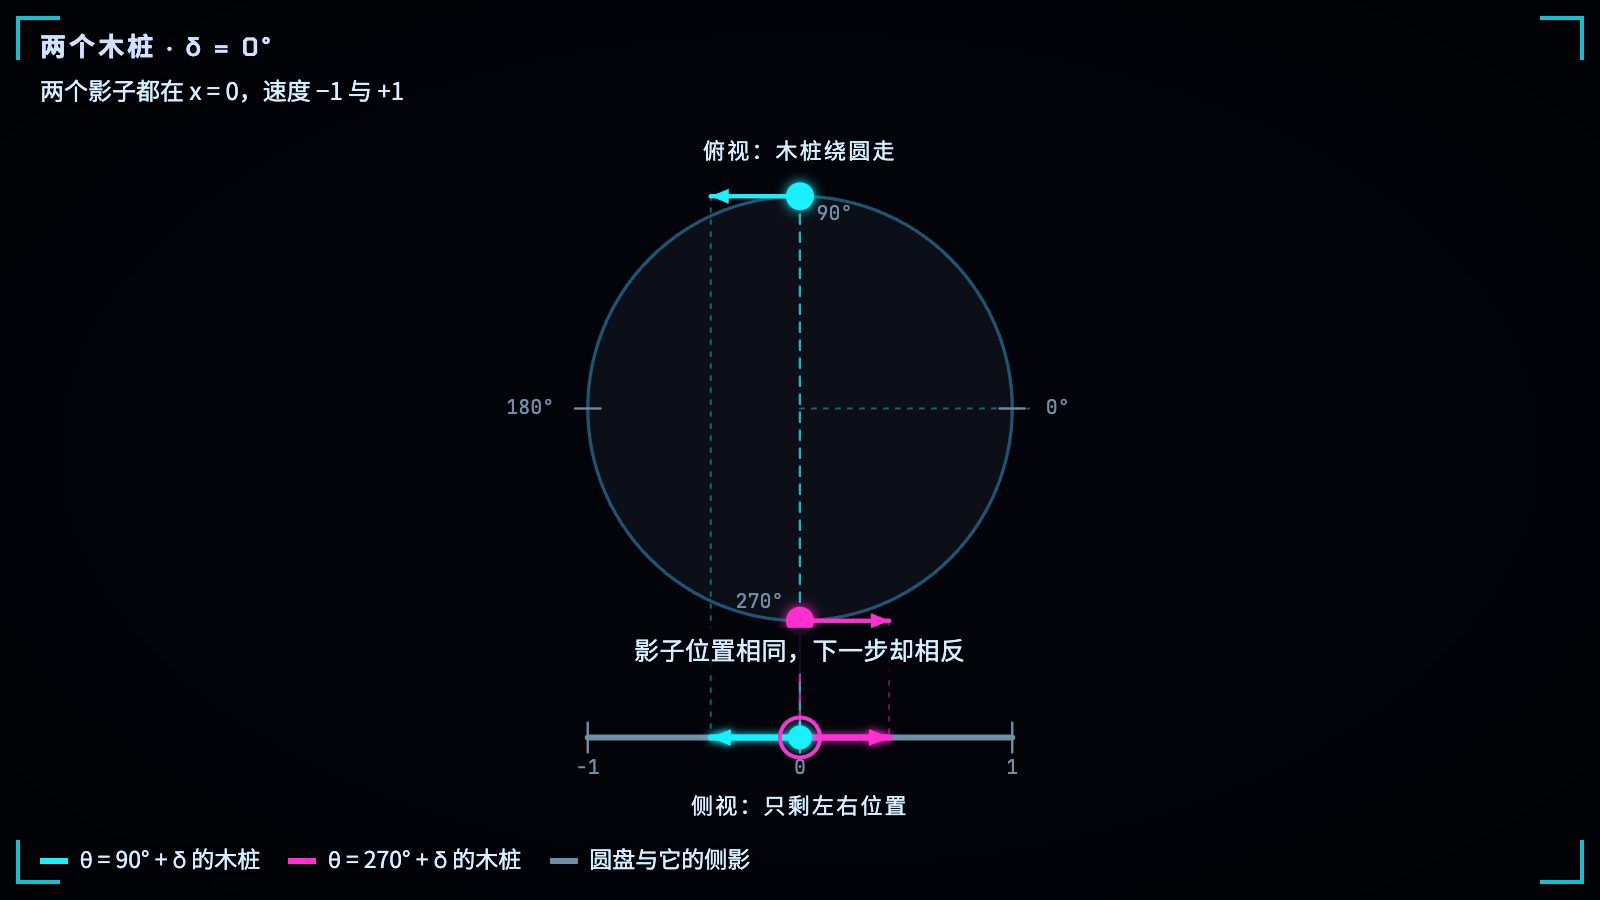 两个木桩 · δ = 0°
两个影子都在 x = 0，速度 −1 与 +1
俯视：木桩绕圆走
90°
180°
0°
270°
影子位置相同，下一步却相反
-1
0
1
侧视：只剩左右位置
θ = 90° + δ 的木桩
θ = 270° + δ 的木桩
圆盘与它的侧影